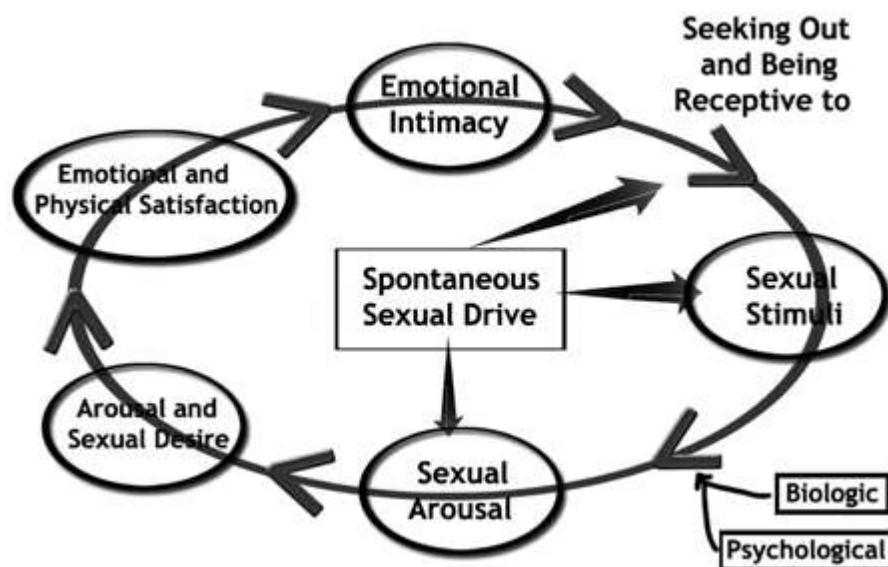 Seeking Out
and Being
Receptive to
Emotional
Intimacy
Emotional and
Physical Satisfaction
Spontaneous
Sexual Drive
Sexual
Stimuli
Arousal and
Sexual Desire
Sexual
Arousal
Biologic
Psychological